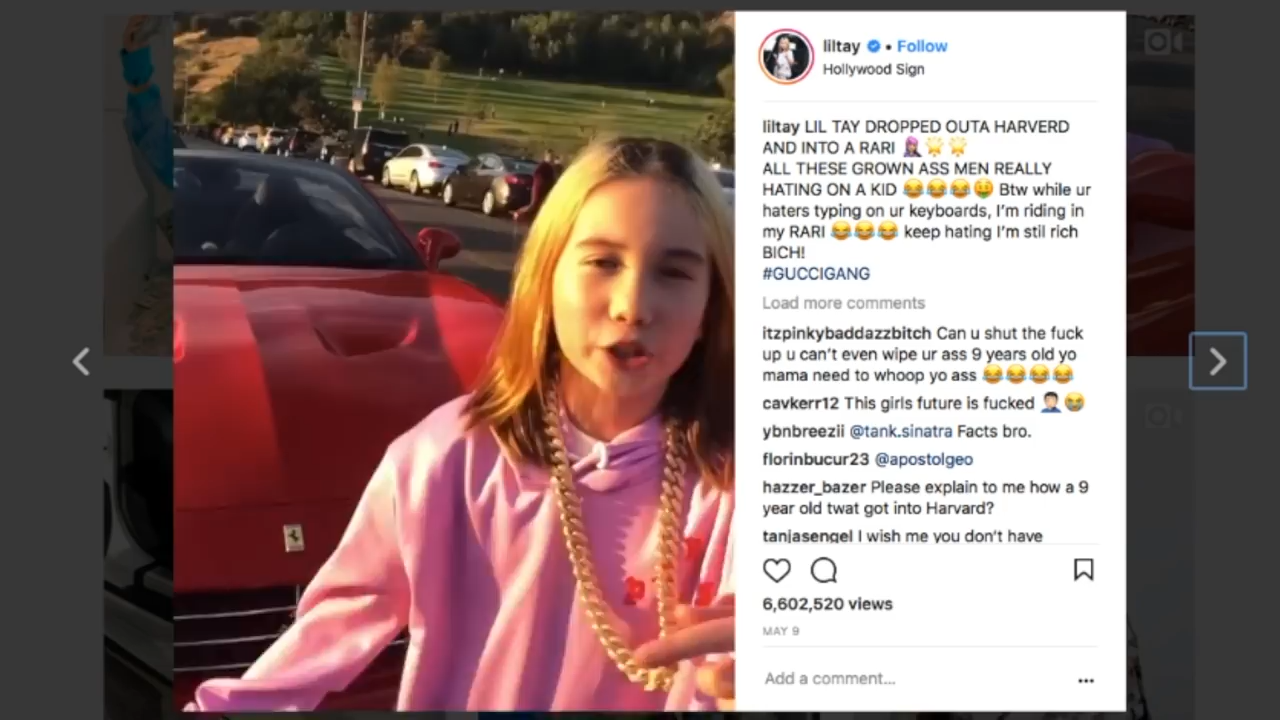 liltay • Follow
Hollywood Sign
liltay LIL TAY DROPPED OUTA HARVERD
AND INTO A RARI 🧕🌟🌟
ALL THESE GROWN ASS MEN REALLY
HATING ON A KID 😂😂😂🤑 Btw while ur
haters typing on ur keyboards, I’m riding in
my RARI 😂😂😂 keep hating I’m stil rich
BICH!
#GUCCIGANG
Load more comments
itzpinkybaddazzbitch Can u shut the fuck
up u can’t even wipe ur ass 9 years old yo
mama need to whoop yo ass 😂😂😂😂
cavkerr12 This girls future is fucked 🤦🏻‍♂️😭
ybnbreezii @tank.sinatra Facts bro.
florinbucur23 @apostolgeo
hazzer_bazer Please explain to me how a 9
year old twat got into Harvard?
tanjasengel I wish me you don’t have
6,602,520 views
MAY 9
Add a comment...